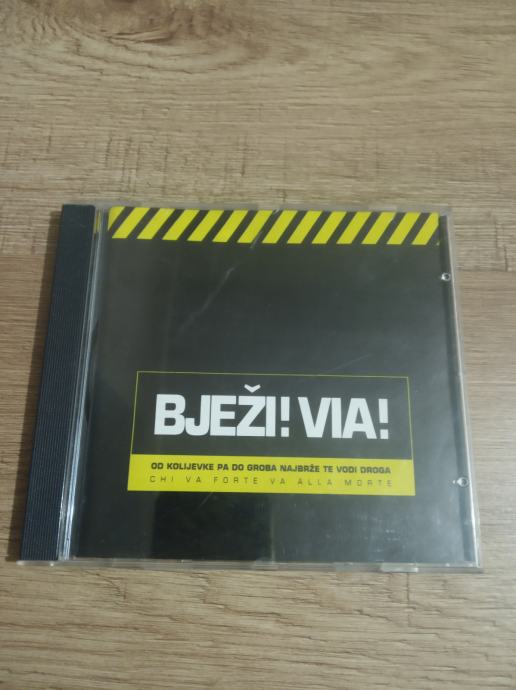 BJEŽI! VIA!
OD KOLIJEVKE PA DO GROBA NAJBRŽE TE VODI DROGA
CHI VA FORTE VA ALLA MORTE